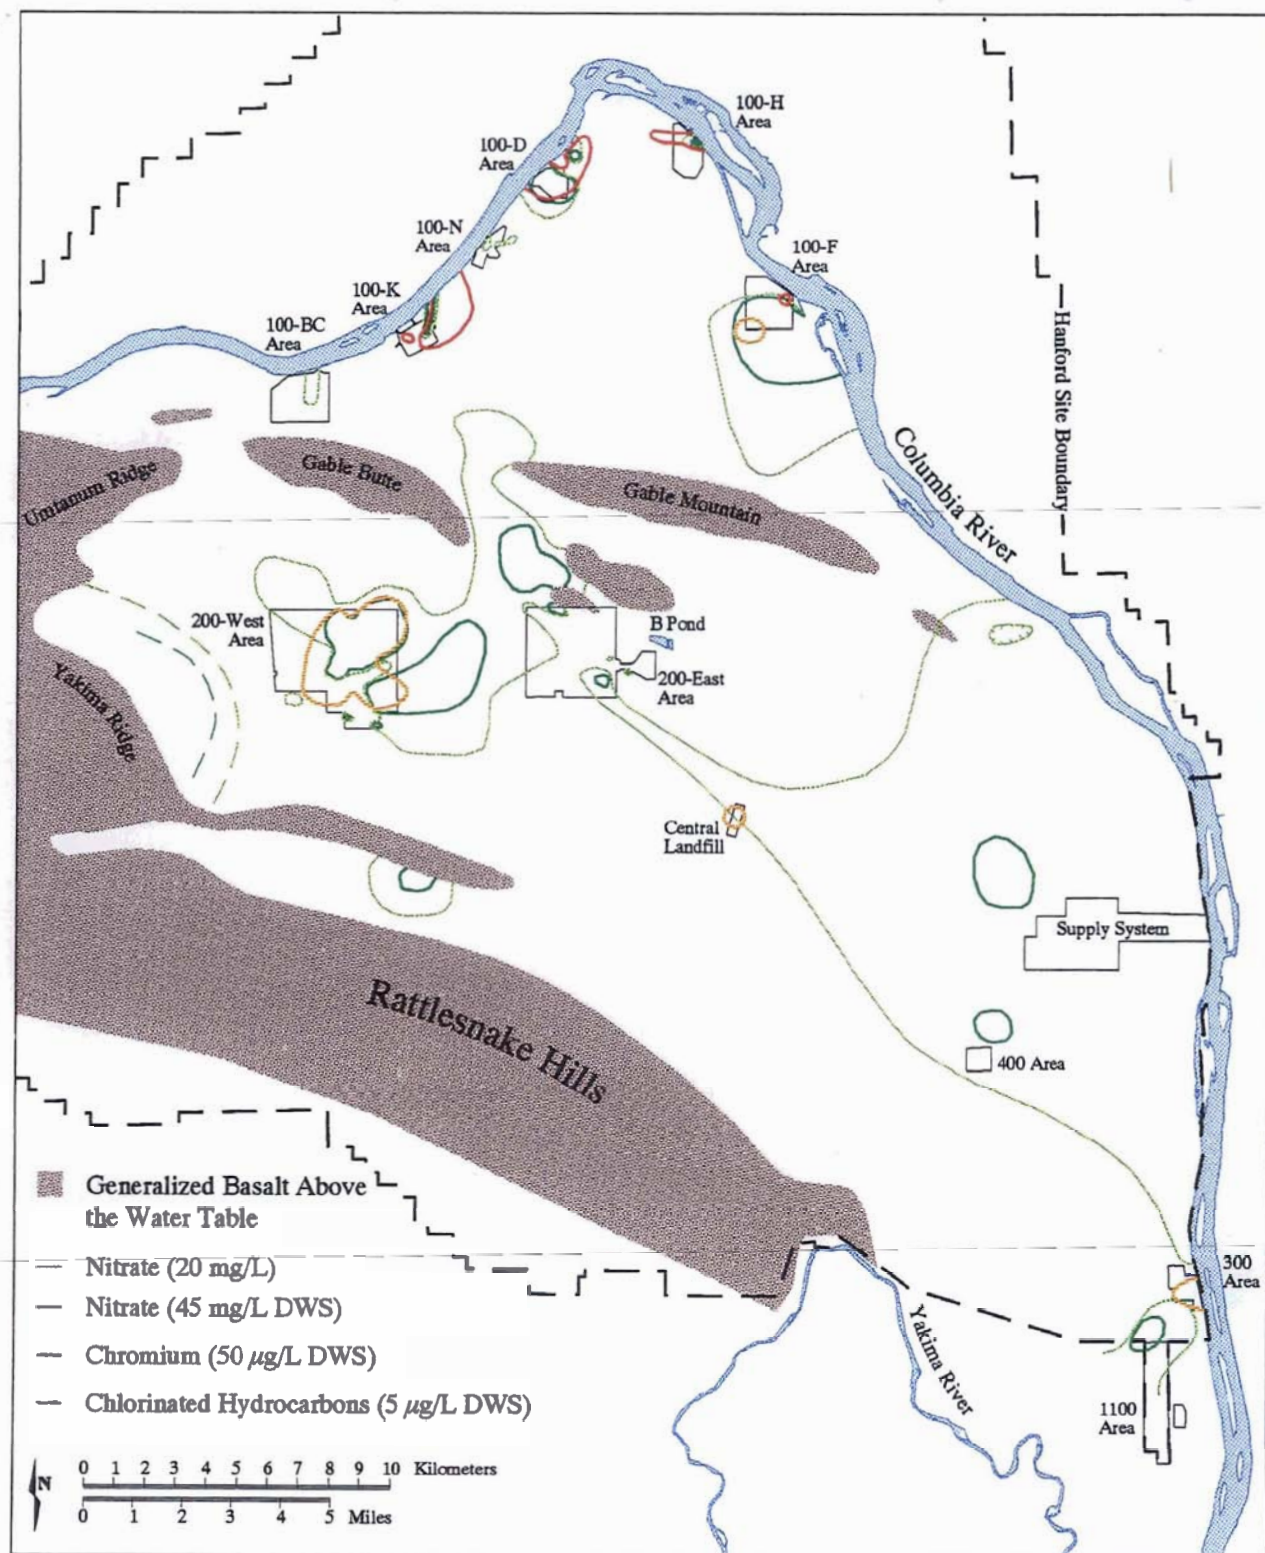 100-H
Area
100-D
Area
100-N
Area
100-F
Area
100-K
Area
100-BC
Area
Hanford Site Boundary
Columbia River
Umtanum Ridge
Gable Butte
Gable Mountain
200-West
Area
B Pond
200-East
Area
Yakima Ridge
Central
Landfill
Supply System
Rattlesnake Hills
400 Area
Generalized Basalt Above
the Water Table
Nitrate (20 mg/L)
Nitrate (45 mg/L DWS)
Chromium (50 µg/L DWS)
Chlorinated Hydrocarbons (5 µg/L DWS)
300
Area
Yakima River
1100
Area
N
0 1 2 3 4 5 6 7 8 9 10 Kilometers
0 1 2 3 4 5 Miles